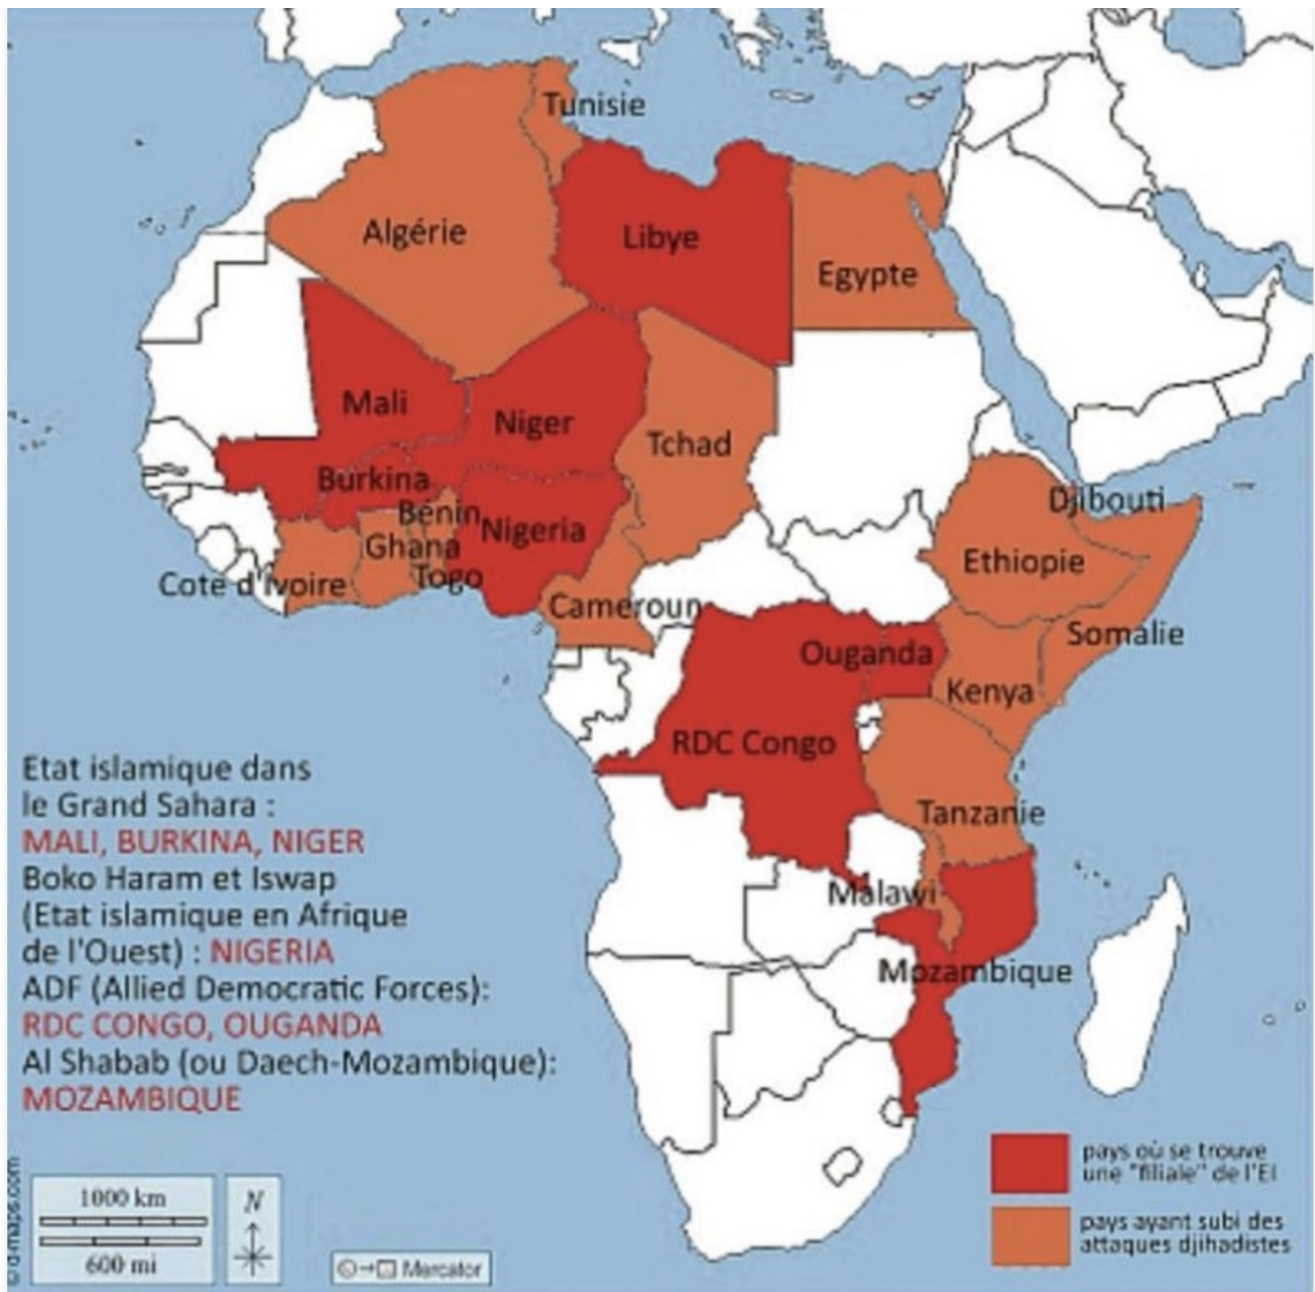 Tunisie
Algérie
Libye
Egypte
Mali
Niger
Tchad
Burkina
Bénin
Nigeria
Ghana
Togo
Cote d'Ivoire
Cameroun
Djibouti
Ethiopie
Somalie
Ouganda
Kenya
RDC Congo
Tanzanie
Malawi
Mozambique
Etat islamique dans
le Grand Sahara :
MALI, BURKINA, NIGER
Boko Haram et Iswap
(Etat islamique en Afrique
de l'Ouest) : NIGERIA
ADF (Allied Democratic Forces):
RDC CONGO, OUGANDA
Al Shabab (ou Daech-Mozambique):
MOZAMBIQUE
pays où se trouve
une "filiale" de l'EI
pays ayant subi des
attaques djihadistes
1000 km
600 mi
N
Mercator
© d-maps.com